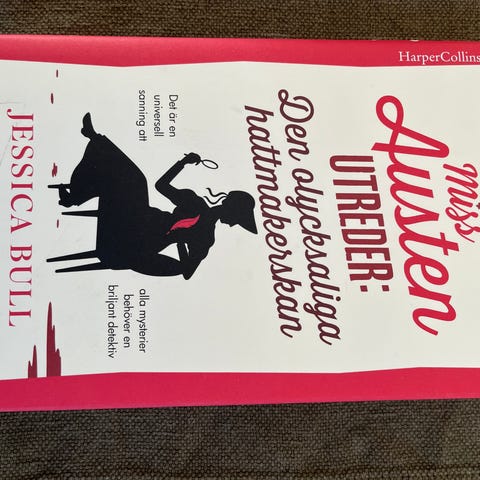 HarperCollins
Miss
Austen
UTREDER:
Den olycksaliga
hattmakerskan
Det är en
universell
sanning att
alla mysterier
behöver en
briljant detektiv
JESSICA BULL